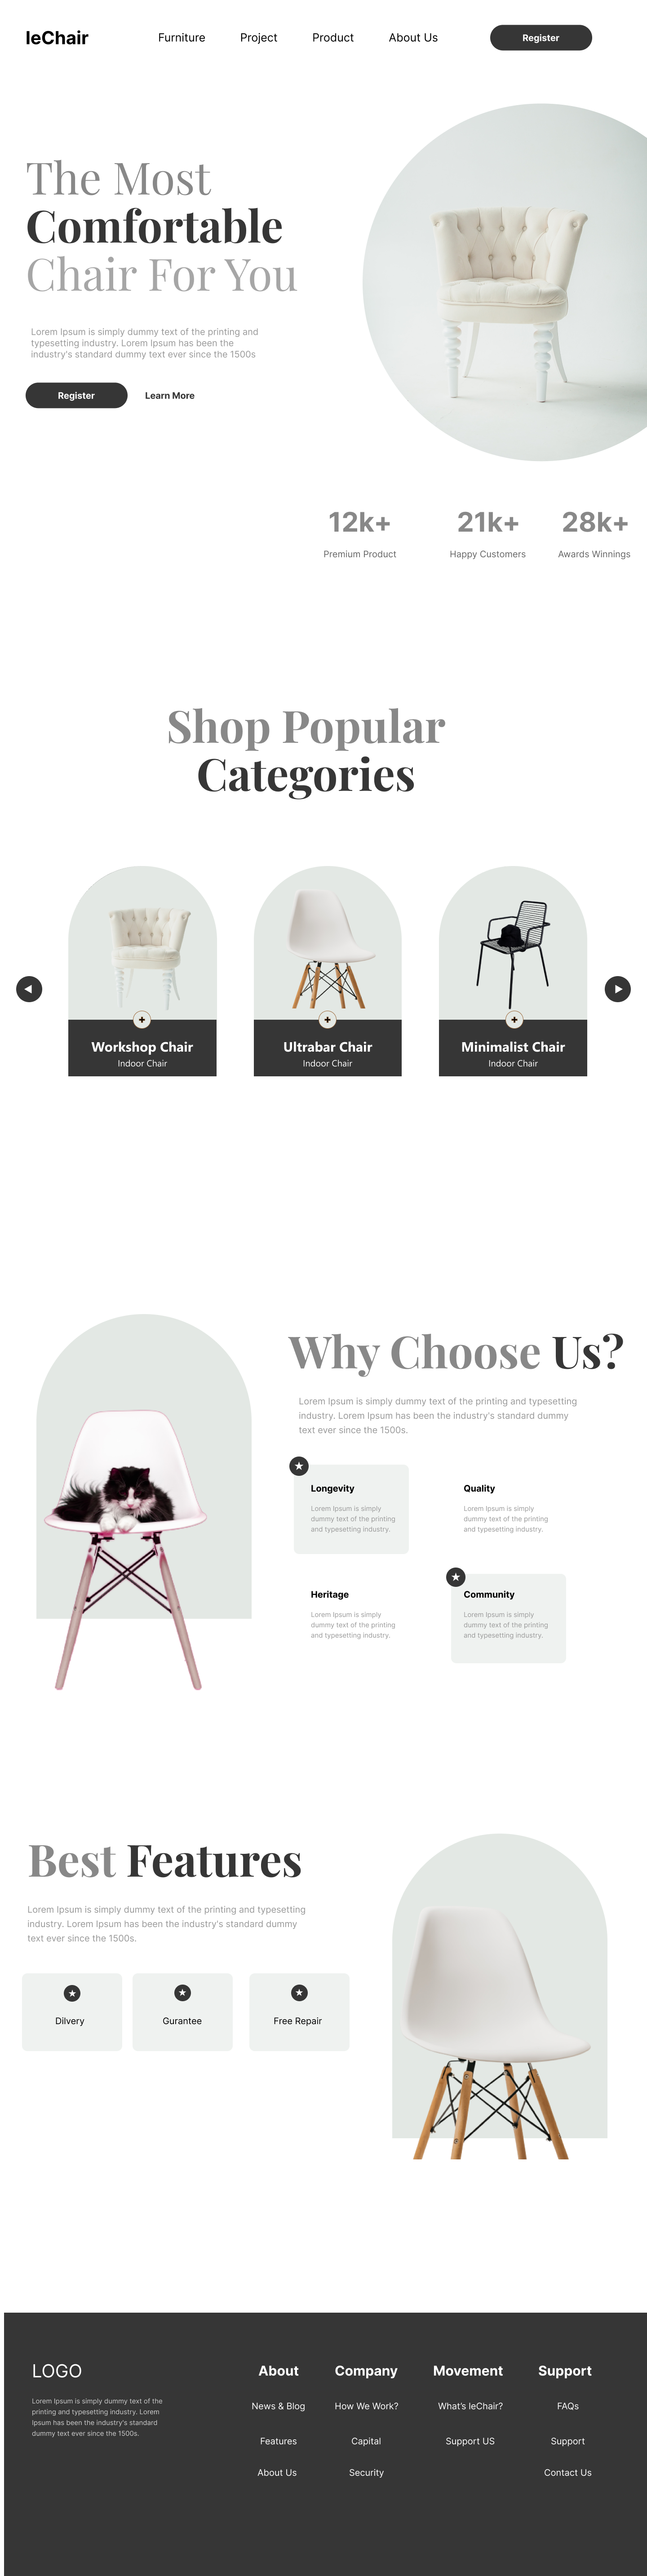 leChair
Furniture
Project
Product
About Us
Register
The Most
Comfortable
Chair For You
Lorem Ipsum is simply dummy text of the printing and
typesetting industry. Lorem Ipsum has been the
industry's standard dummy text ever since the 1500s
Register
Learn More
12k+
Premium Product
21k+
Happy Customers
28k+
Awards Winnings
Shop Popular
Categories
Workshop Chair
Indoor Chair
Ultrabar Chair
Indoor Chair
Minimalist Chair
Indoor Chair
Why Choose Us?
Lorem Ipsum is simply dummy text of the printing and typesetting
industry. Lorem Ipsum has been the industry's standard dummy
text ever since the 1500s.
Longevity
Lorem Ipsum is simply
dummy text of the printing
and typesetting industry.
Quality
Lorem Ipsum is simply
dummy text of the printing
and typesetting industry.
Heritage
Lorem Ipsum is simply
dummy text of the printing
and typesetting industry.
Community
Lorem Ipsum is simply
dummy text of the printing
and typesetting industry.
Best Features
Lorem Ipsum is simply dummy text of the printing and typesetting
industry. Lorem Ipsum has been the industry's standard dummy
text ever since the 1500s.
Dilvery
Gurantee
Free Repair
LOGO
Lorem Ipsum is simply dummy text of the
printing and typesetting industry. Lorem
Ipsum has been the industry's standard
dummy text ever since the 1500s.
About
News & Blog
Features
About Us
Company
How We Work?
Capital
Security
Movement
What's leChair?
Support US
Support
FAQs
Support
Contact Us